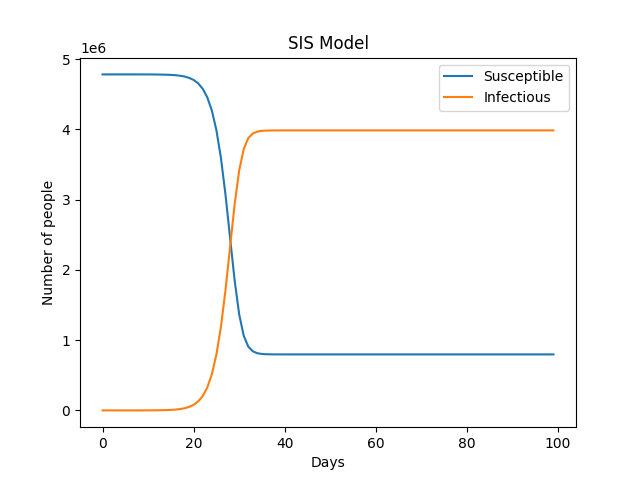 SIS Model
1e6
Susceptible
Infectious
5
4
3
2
1
0
Number of people
0 20 40 60 80 100
Days